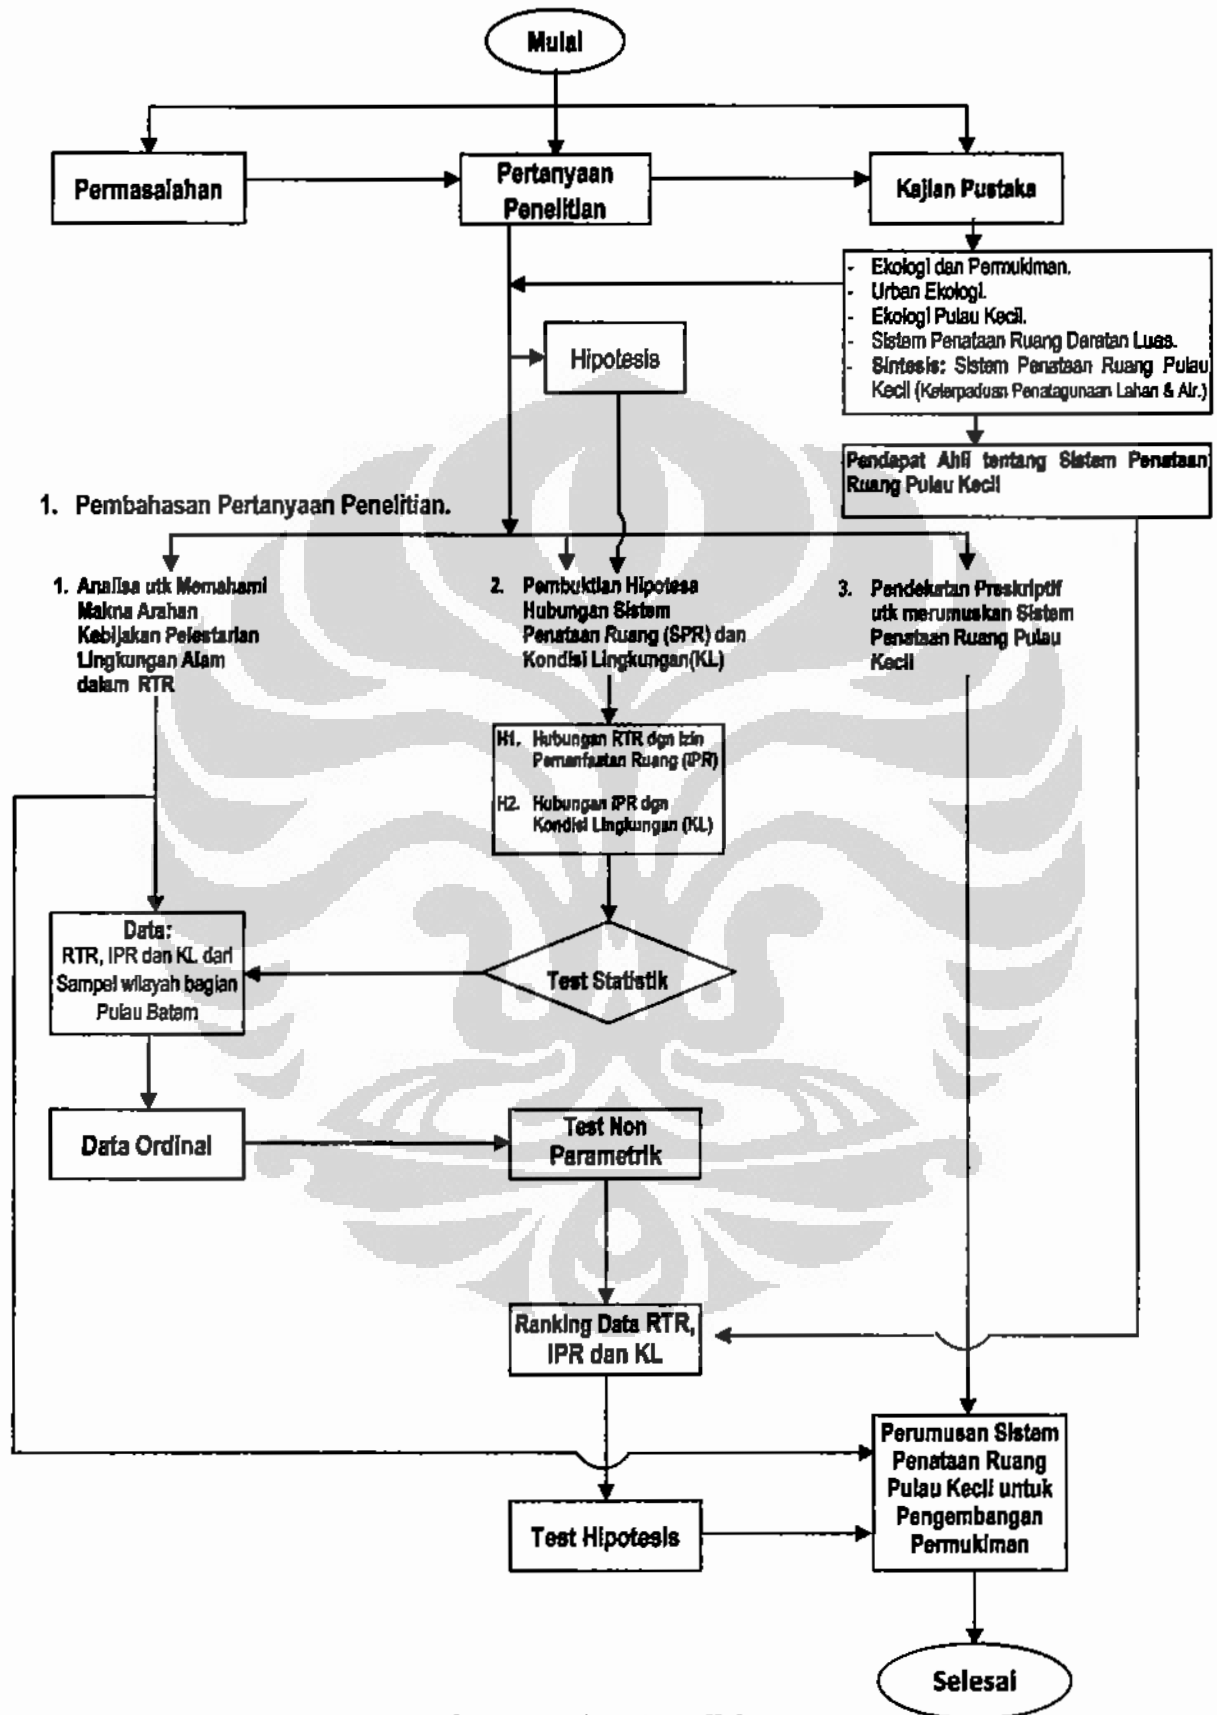 Mulai
Permasalahan
Pertanyaan
Penelitian
Kajian Pustaka
- Ekologi dan Permukiman.
- Urban Ekologi.
- Ekologi Pulau Kecil.
- Sistem Penataan Ruang Daratan Luas.
- Sintesis: Sistem Penataan Ruang Pulau
Kecil (Keterpaduan Penatagunaan Lahan & Air.)
Hipotesis
Pendapat Ahli tentang Sistem Penataan
Ruang Pulau Kecil
1. Pembahasan Pertanyaan Penelitian.
1. Analisa utk Memahami
Makna Arahan
Kebijakan Pelestarian
Lingkungan Alam
dalam RTR
2. Pembuktian Hipotesa
Hubungan Sistem
Penataan Ruang (SPR) dan
Kondisi Lingkungan(KL)
3. Pendekatan Preskriptif
utk merumuskan Sistem
Penataan Ruang Pulau
Kecil
H1. Hubungan RTR dgn Izin
Pemanfaatan Ruang (IPR)
H2. Hubungan IPR dgn
Kondisi Lingkungan (KL)
Data:
RTR, IPR dan KL dari
Sampel wilayah bagian
Pulau Batam
Test Statistik
Data Ordinal
Test Non
Parametrik
Ranking Data RTR,
IPR dan KL
Perumusan Sistem
Penataan Ruang
Pulau Kecil untuk
Pengembangan
Permukiman
Test Hipotesis
Selesai